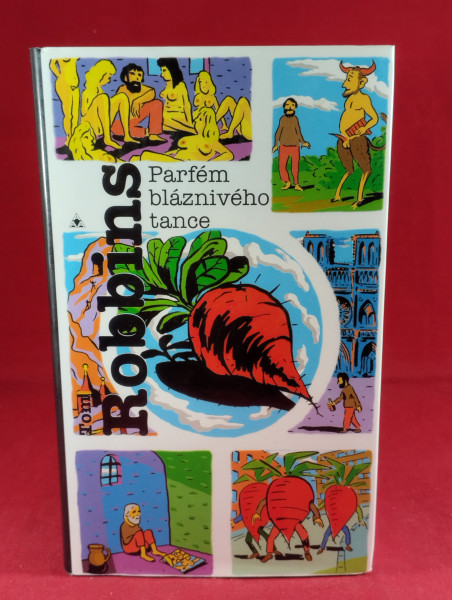 Tom
Robbins
Parfém
bláznivého
tance